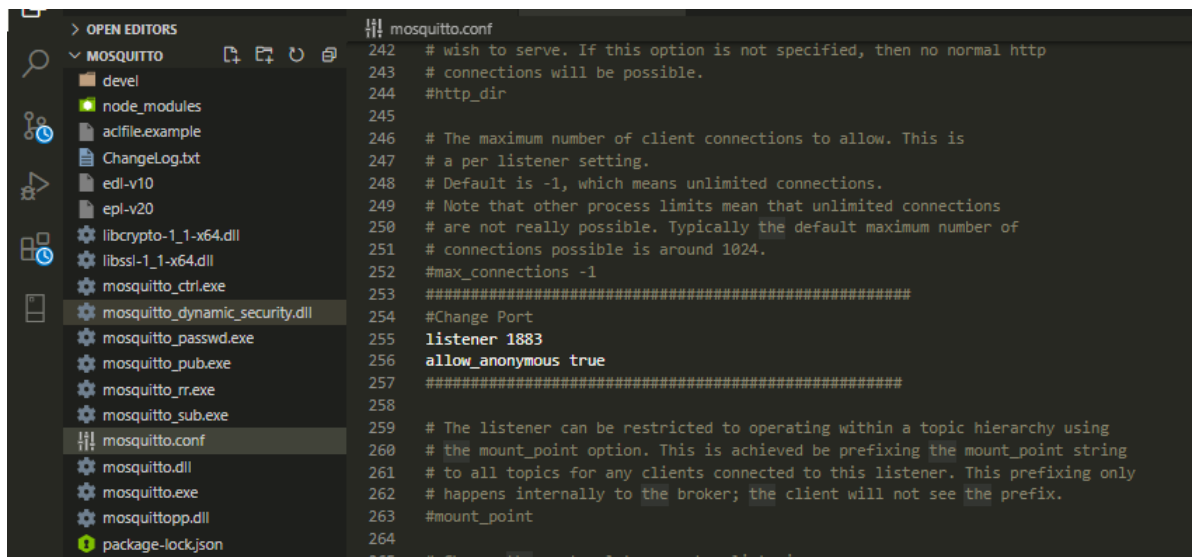 OPEN EDITORS
MOSQUITTO
devel
node_modules
aclfile.example
ChangeLog.txt
edl-v10
epl-v20
libcrypto-1_1-x64.dll
libssl-1_1-x64.dll
mosquitto_ctrl.exe
mosquitto_dynamic_security.dll
mosquitto_passwd.exe
mosquitto_pub.exe
mosquitto_rr.exe
mosquitto_sub.exe
mosquitto.conf
mosquitto.dll
mosquitto.exe
mosquittopp.dll
package-lock.json
mosquitto.conf
242 # wish to serve. If this option is not specified, then no normal http
243 # connections will be possible.
244 #http_dir
245
246 # The maximum number of client connections to allow. This is
247 # a per listener setting.
248 # Default is -1, which means unlimited connections.
249 # Note that other process limits mean that unlimited connections
250 # are not really possible. Typically the default maximum number of
251 # connections possible is around 1024.
252 #max_connections -1
253 ######################################################
254 #Change Port
255 listener 1883
256 allow_anonymous true
257 #####################################################
258
259 # The listener can be restricted to operating within a topic hierarchy using
260 # the mount_point option. This is achieved be prefixing the mount_point string
261 # to all topics for any clients connected to this listener. This prefixing only
262 # happens internally to the broker; the client will not see the prefix.
263 #mount_point
264